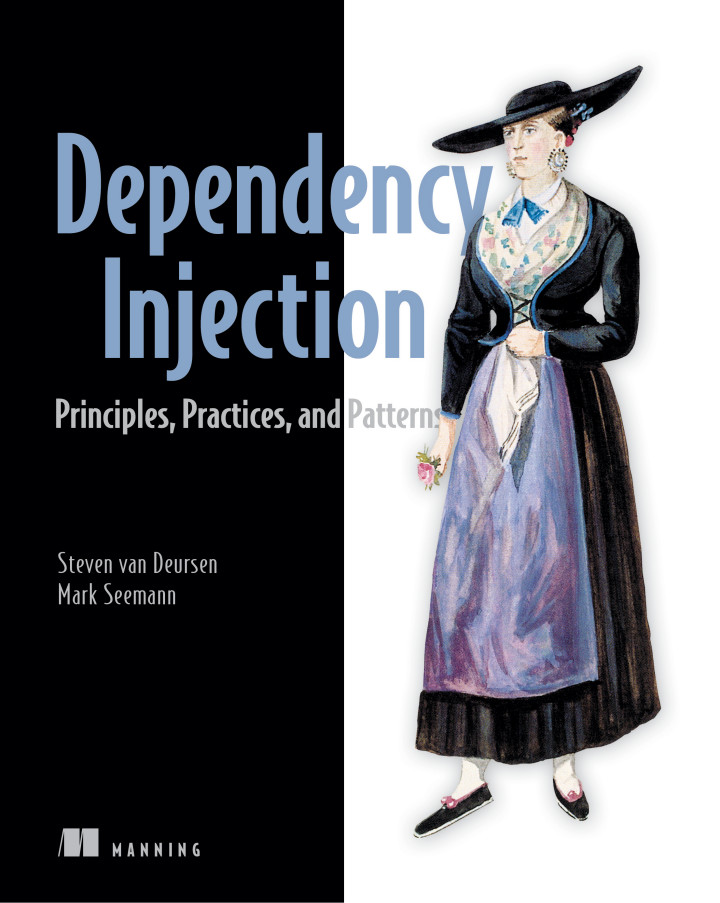 Dependency
Injection
Principles, Practices, and Patterns
Steven van Deursen
Mark Seemann
MANNING